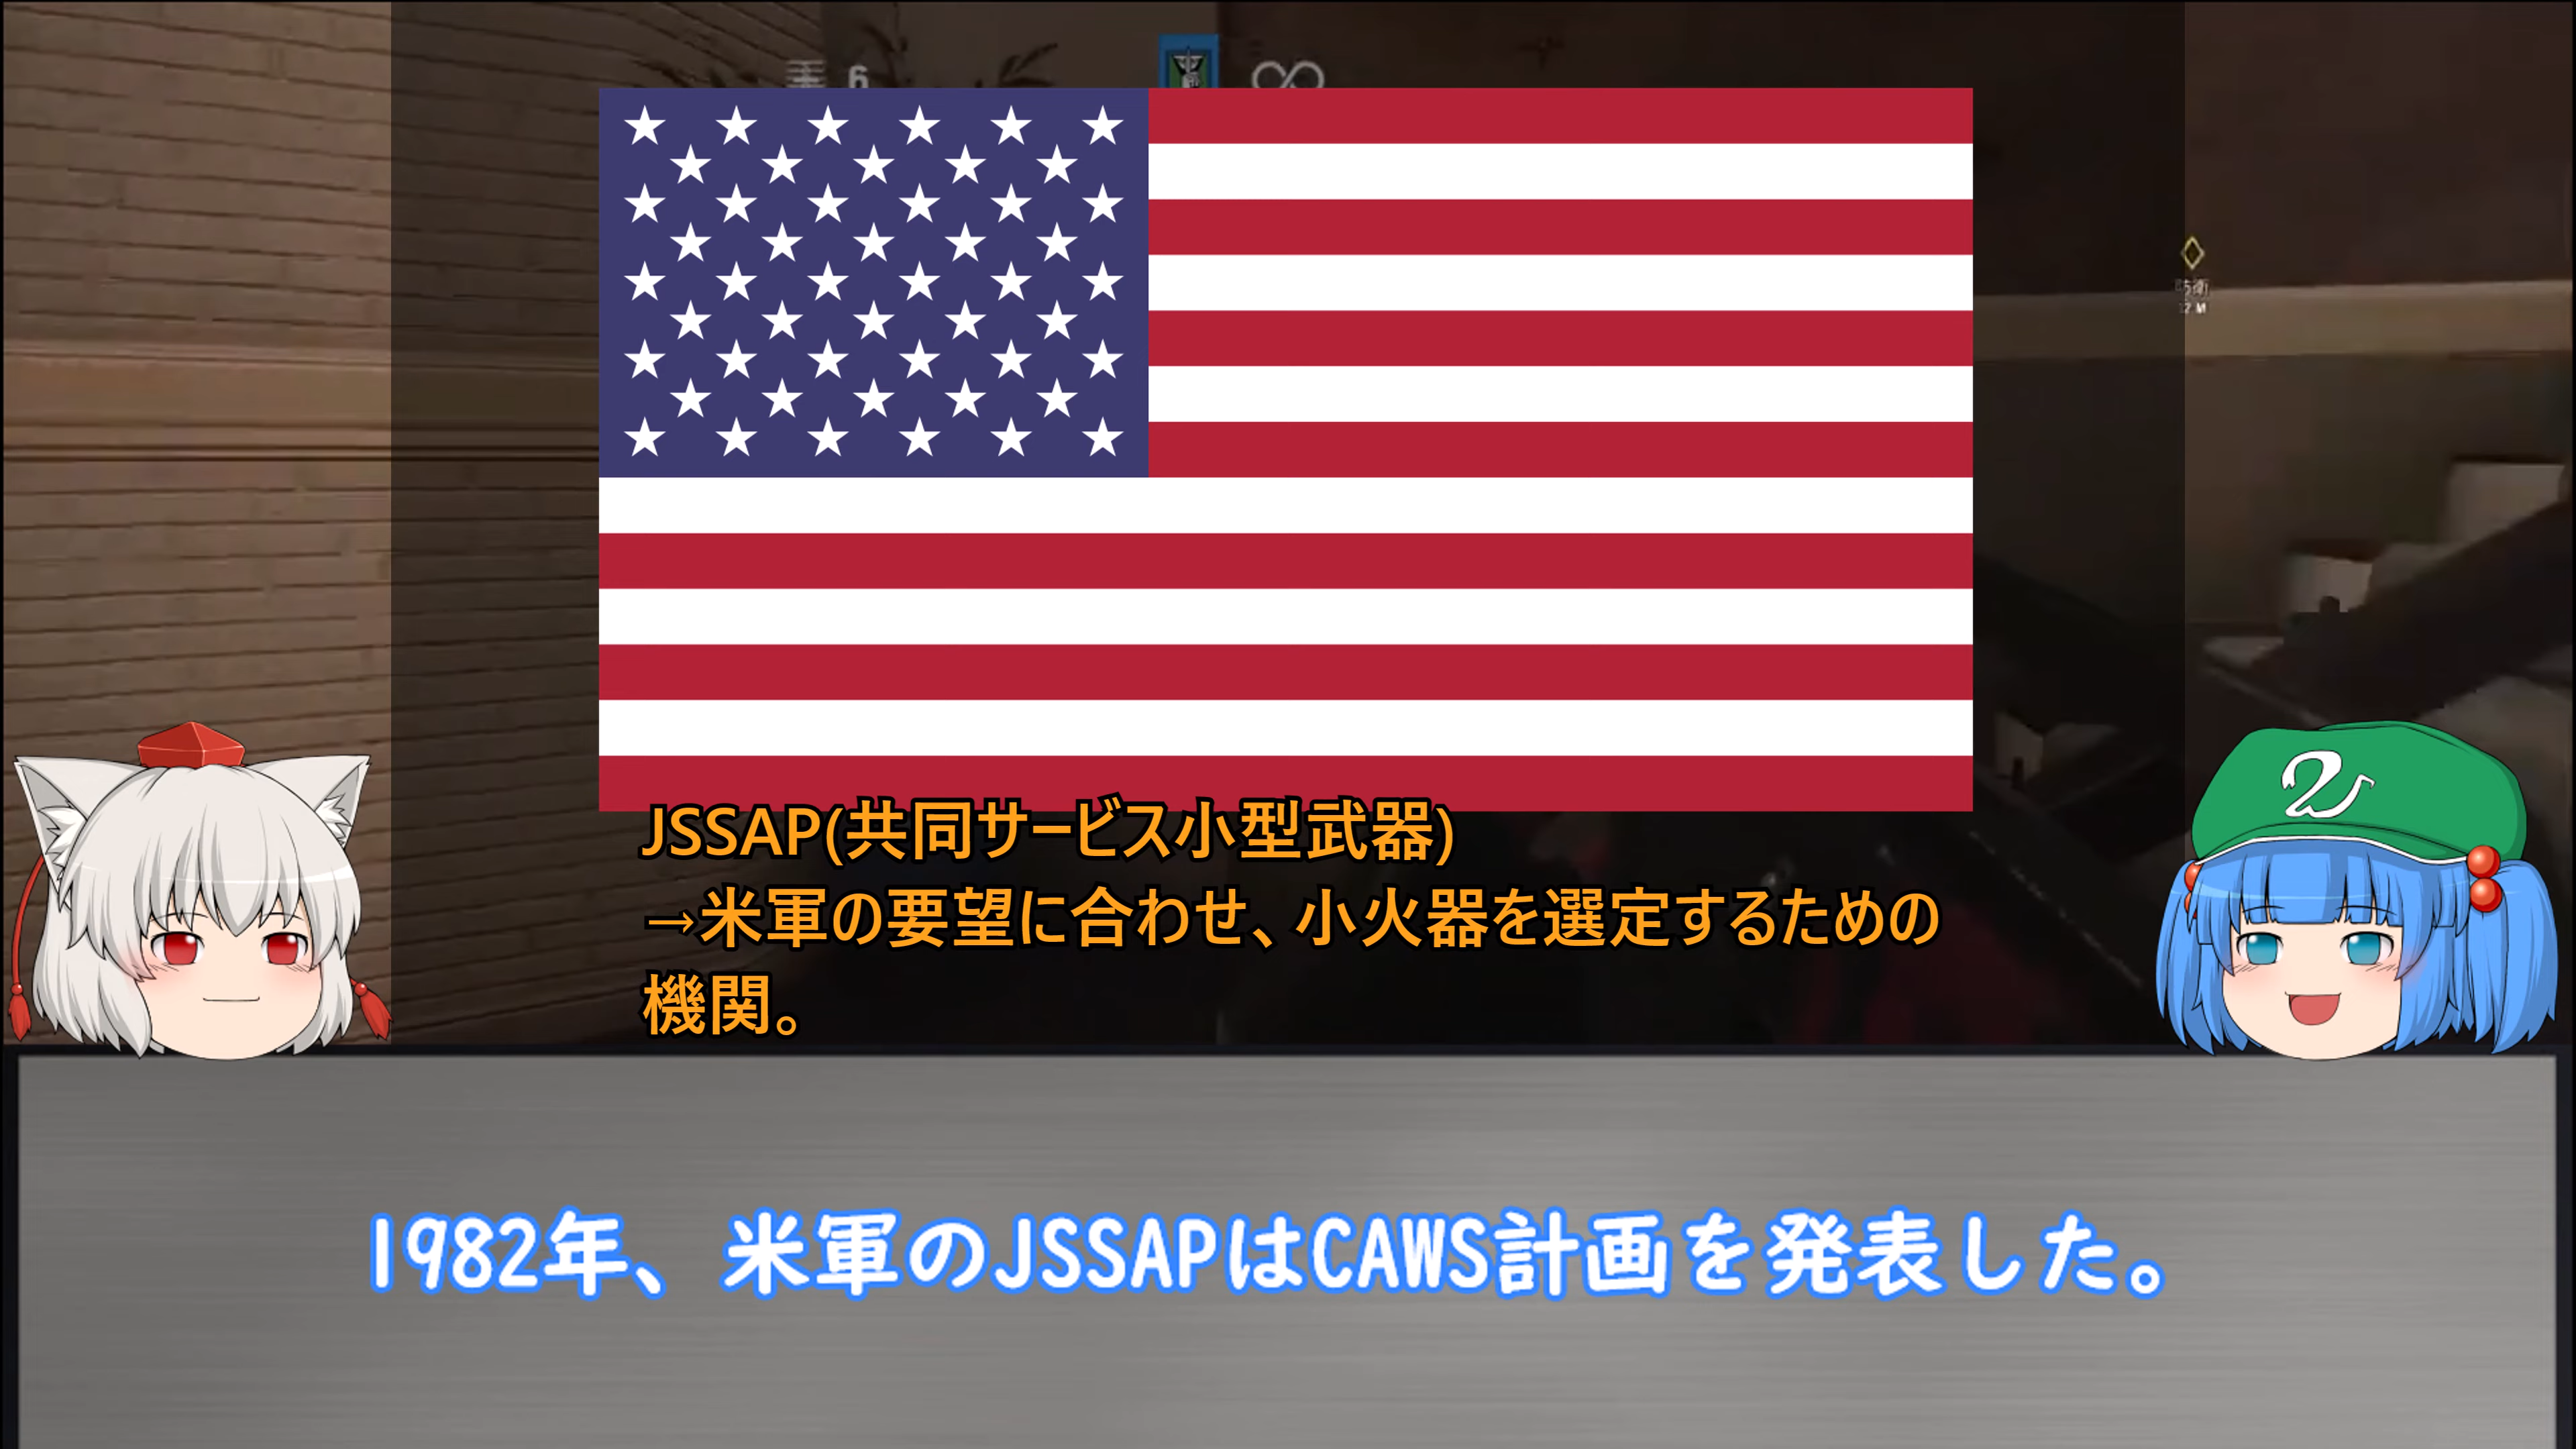 6
JSSAP(共同サービス小型武器)
→米軍の要望に合わせ、小火器を選定するための
機関。
1982年、米軍のJSSAPはCAWS計画を発表した。